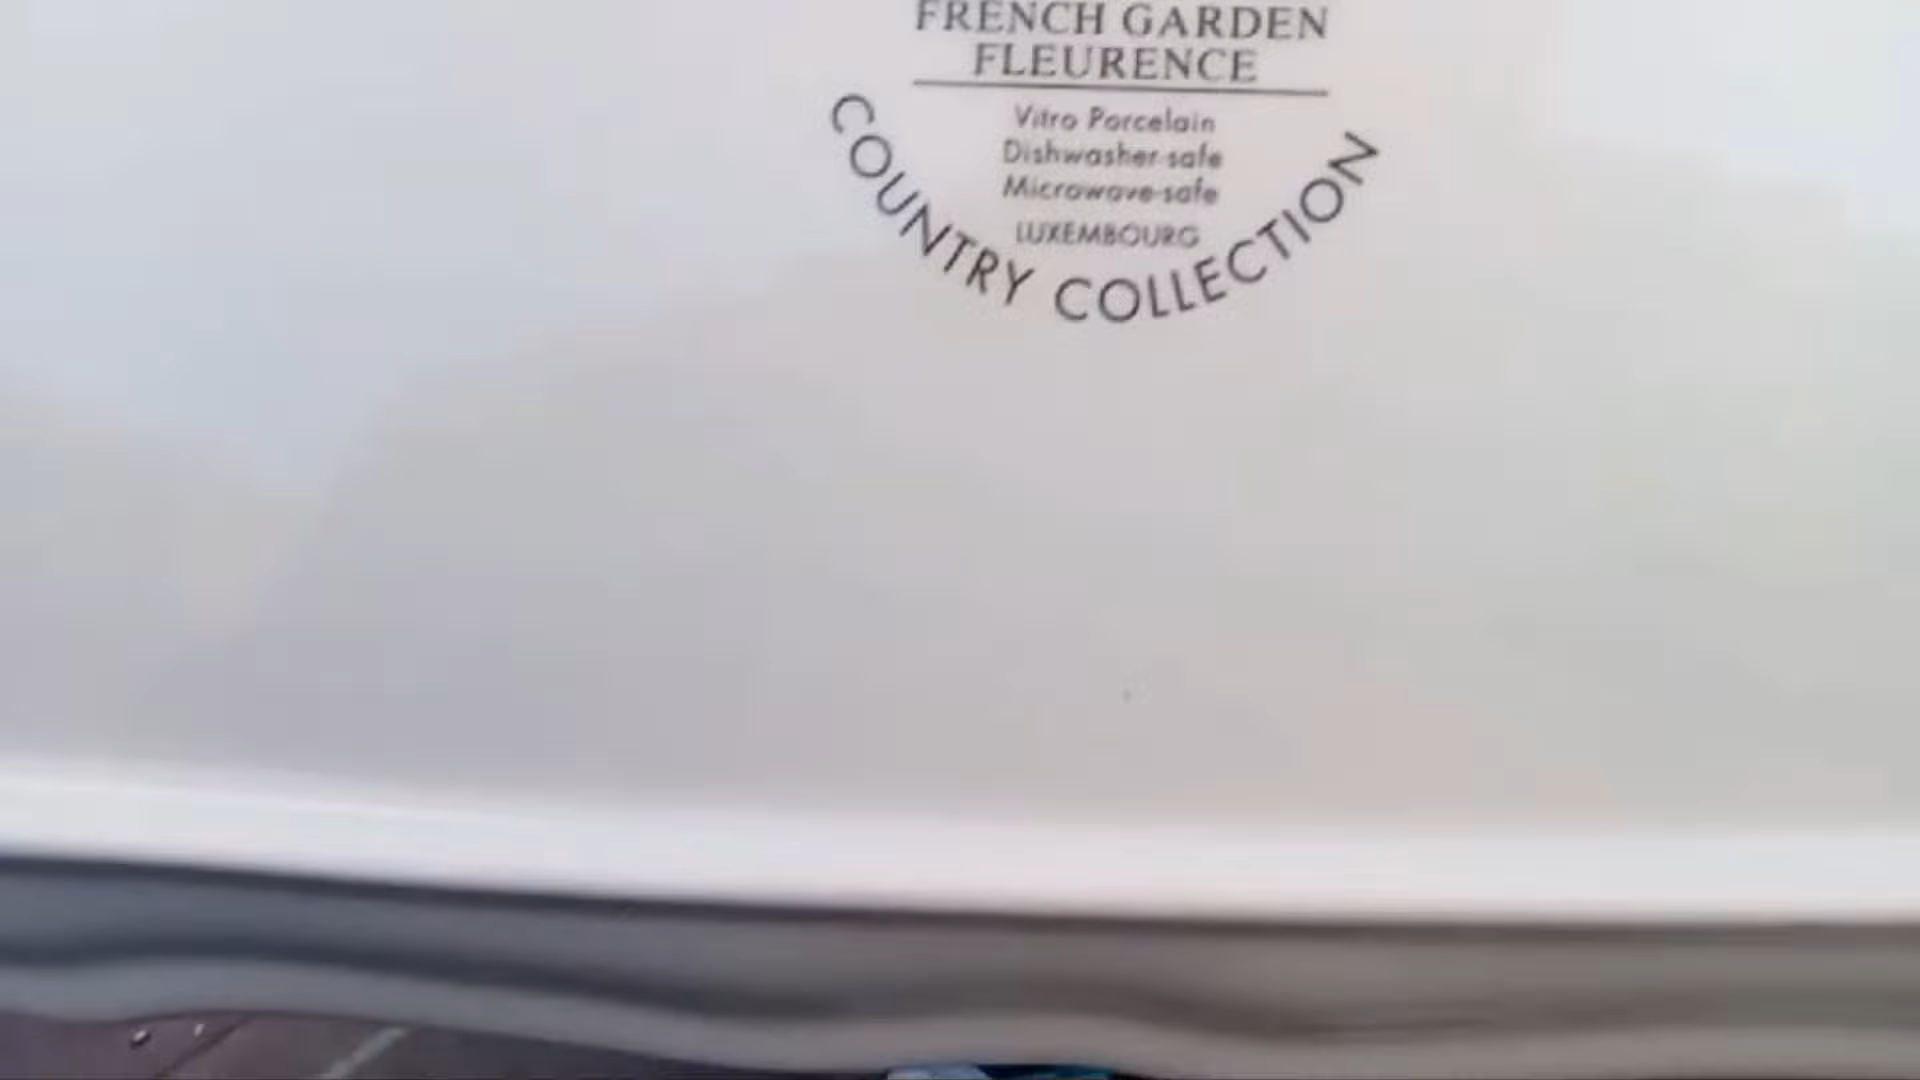 FRENCH GARDEN
FLEURENCE
Vitro Porcelain
Dishwasher-safe
Microwave-safe
LUXEMBOURG
COUNTRY COLLECTION